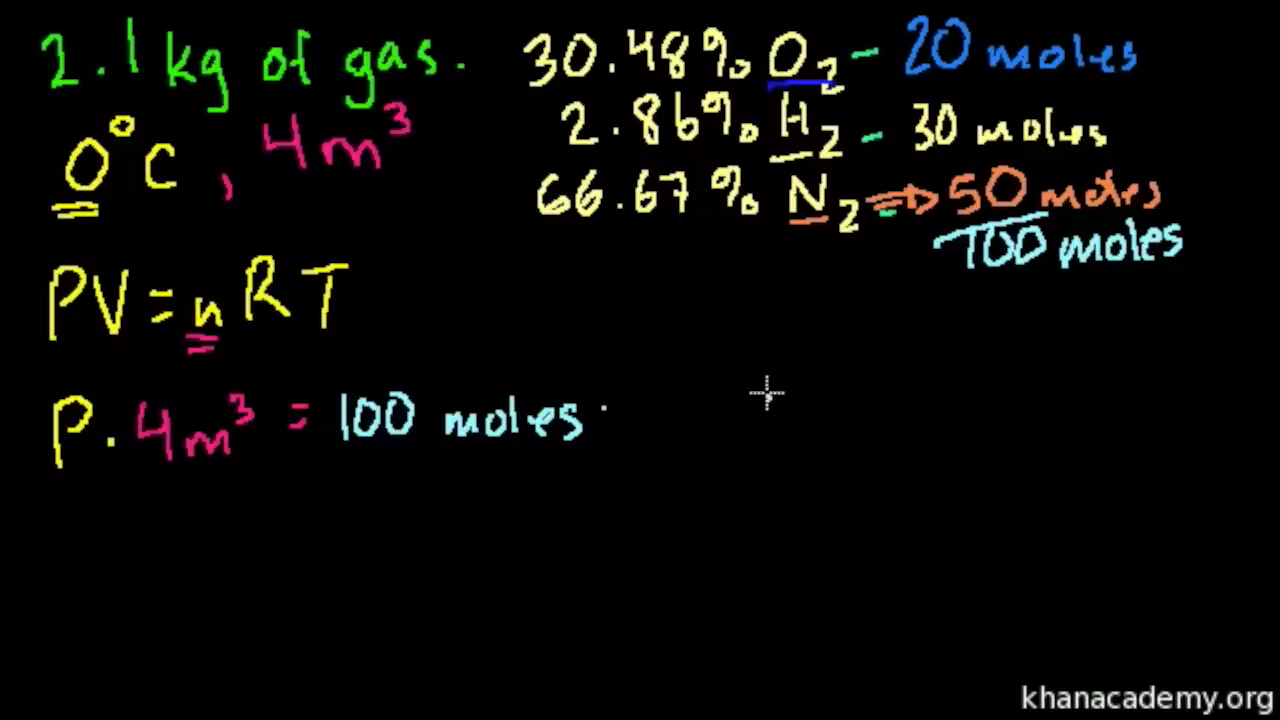 2.1 kg of gas.
0°C, 4m³
30.48% O₂ - 20 moles
2.86% H₂ - 30 moles
66.67% N₂ ⇒ 50 moles
100 moles
PV = nRT
P. 4m³ = 100 moles ·
khanacademy.org